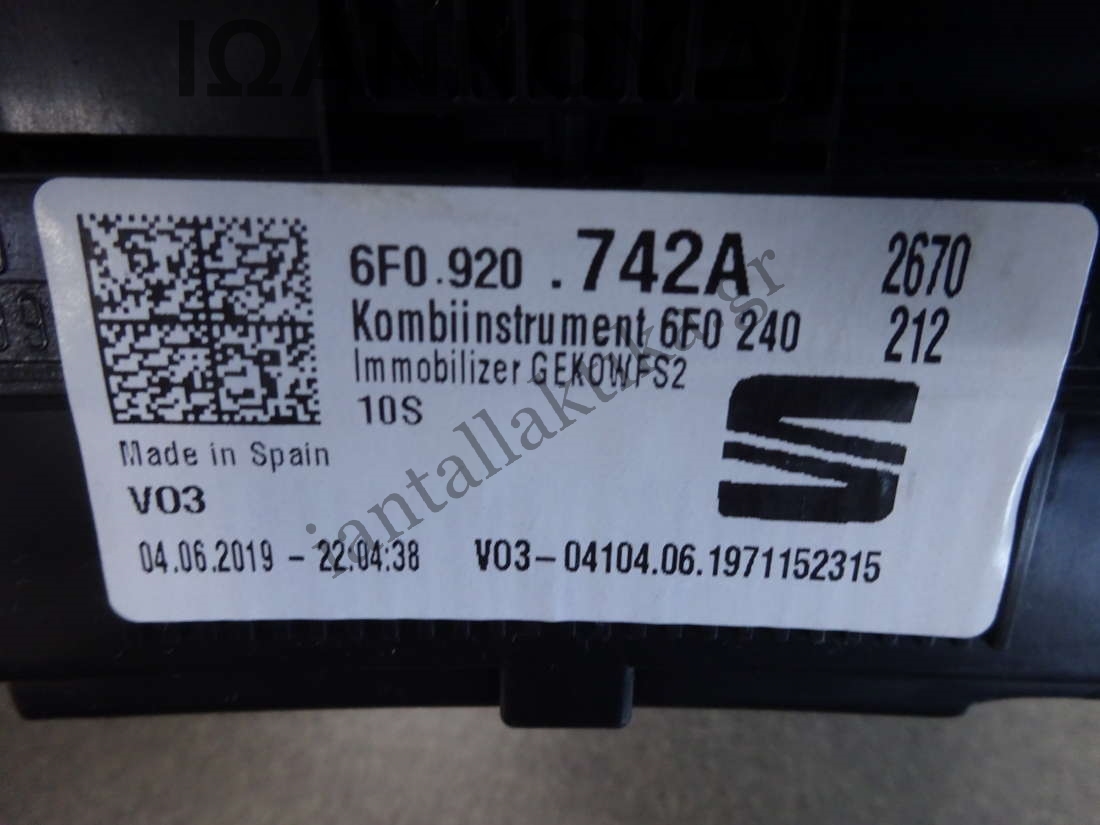 6F0.920 .742A 2670
Kombiinstrument 6F0 240 212
Immobilizer GEKOWFS2
10S
Made in Spain
V03
04.06.2019 - 22:04:38 V03-04104.06.1971152315
iantallaktika.gr